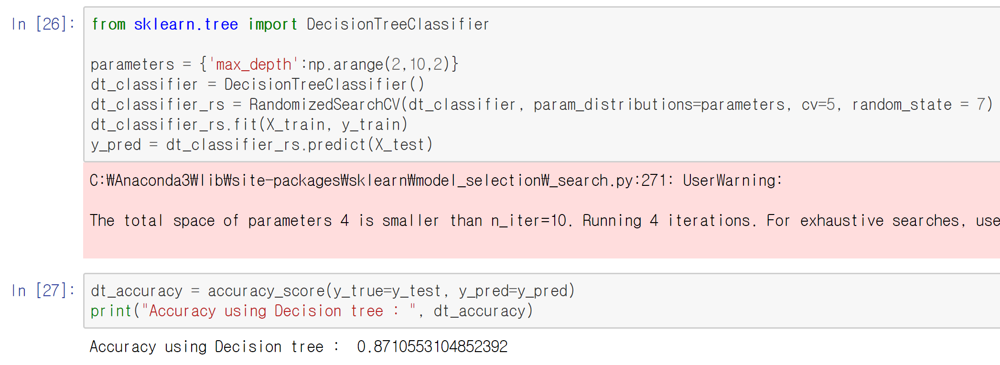 In [26]:
from sklearn.tree import DecisionTreeClassifier
parameters = {'max_depth':np.arange(2,10,2)}
dt_classifier = DecisionTreeClassifier()
dt_classifier_rs = RandomizedSearchCV(dt_classifier, param_distributions=parameters, cv=5, random_state = 7)
dt_classifier_rs.fit(X_train, y_train)
y_pred = dt_classifier_rs.predict(X_test)
C:₩Anaconda3₩lib₩site-packages₩sklearn₩model_selection₩_search.py:271: UserWarning:
The total space of parameters 4 is smaller than n_iter=10. Running 4 iterations. For exhaustive searches, use
In [27]:
dt_accuracy = accuracy_score(y_true=y_test, y_pred=y_pred)
print("Accuracy using Decision tree : ", dt_accuracy)
Accuracy using Decision tree :  0.8710553104852392